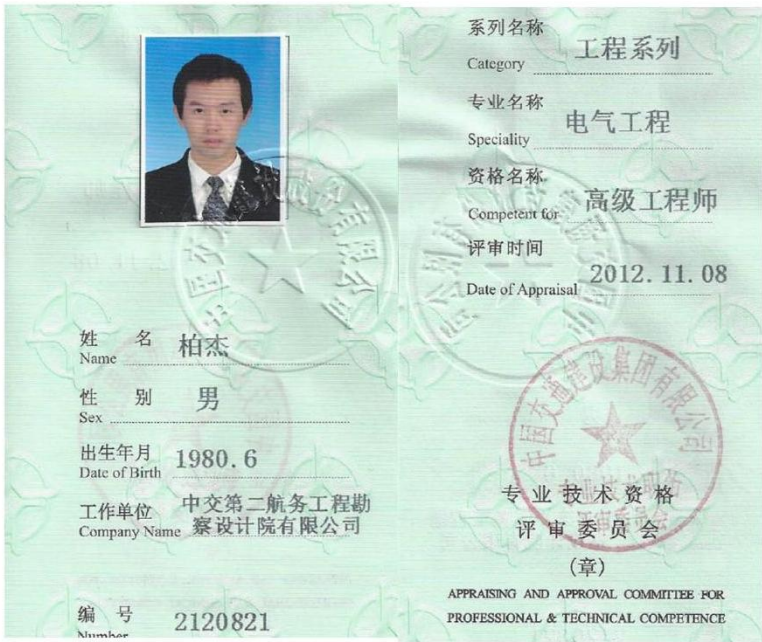 姓 名 柏杰
Name
性 别 男
Sex
出生年月 1980.6
Date of Birth
工作单位 中交第二航务工程勘
Company Name 察设计院有限公司
编 号 2120821
Number
系列名称 工程系列
Category
专业名称 电气工程
Speciality
资格名称 高级工程师
Competent for
评审时间 2012.11.08
Date of Appraisal
中国交通建设集团有限公司
专业技术资格
评审委员会
(章)
APPRAISING AND APPROVAL COMMITTEE FOR
PROFESSIONAL & TECHNICAL COMPETENCE